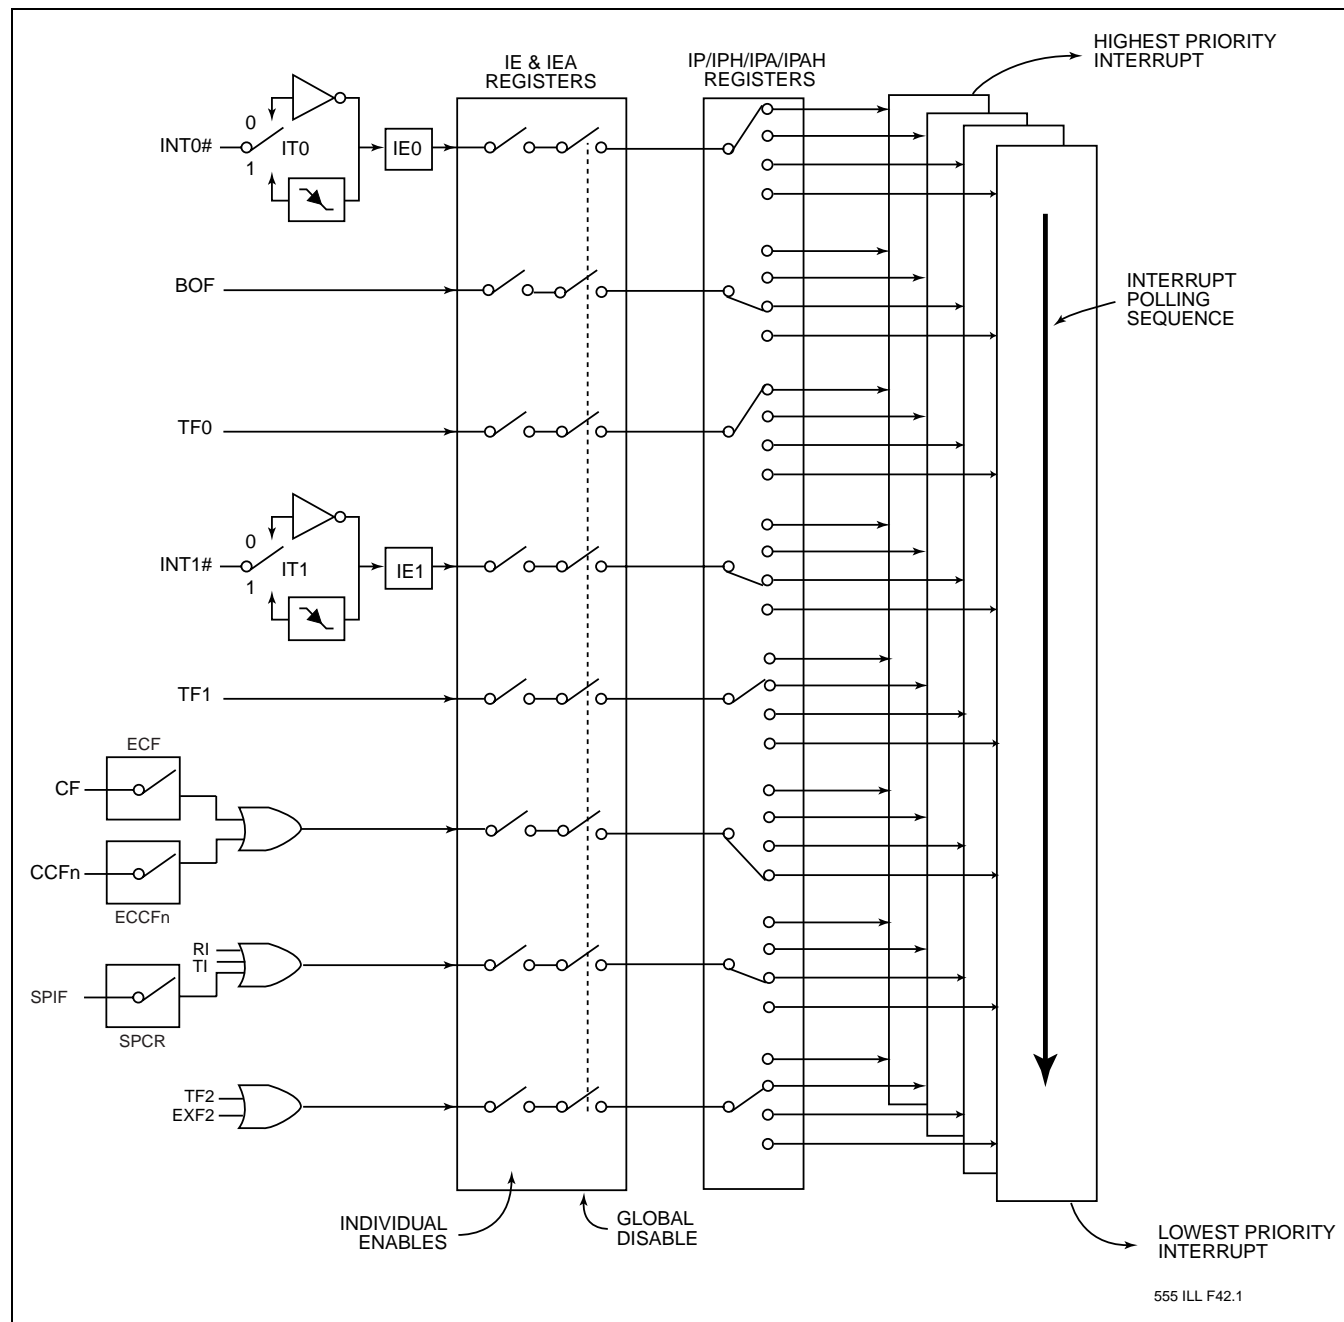 HIGHEST PRIORITY
INTERRUPT
IE & IEA
REGISTERS
IP/IPH/IPA/IPAH
REGISTERS
0
INT0#
IT0
IE0
1
BOF
INTERRUPT
POLLING
SEQUENCE
TF0
0
INT1#
IT1
IE1
1
TF1
ECF
CF
CCFn
ECCFn
RI
TI
SPIF
SPCR
TF2
EXF2
INDIVIDUAL
ENABLES
GLOBAL
DISABLE
LOWEST PRIORITY
INTERRUPT
555 ILL F42.1